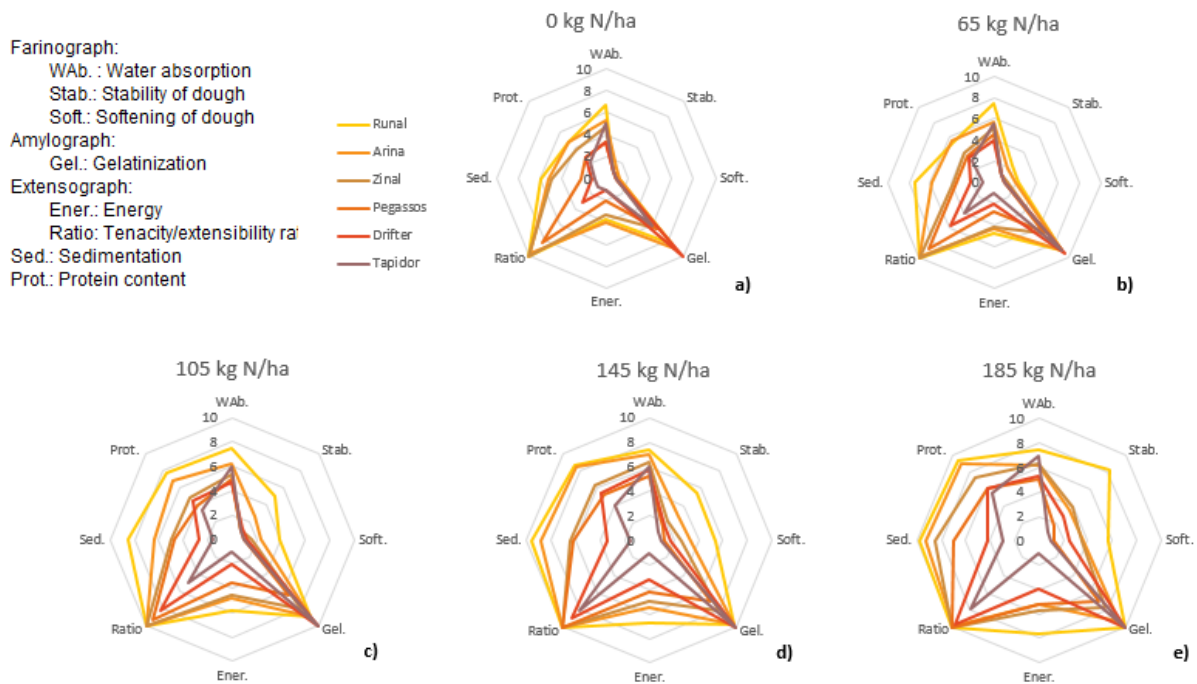 Farinograph:
WAb. : Water absorption
Stab.: Stability of dough
Soft.: Softening of dough
Amylograph:
Gel.: Gelatinization
Extensograph:
Ener.: Energy
Ratio: Tenacity/extensibility rat
Sed.: Sedimentation
Prot.: Protein content
Runal
Arina
Zinal
Pegassos
Drifter
Tapidor
0 kg N/ha
WAb.
10
8
6
4
2
0
Stab.
Soft.
Gel.
Ener.
Ratio
Sed.
Prot.
a)
65 kg N/ha
WAb.
10
8
6
4
2
0
Stab.
Soft.
Gel.
Ener.
Ratio
Sed.
Prot.
b)
105 kg N/ha
WAb.
10
8
6
4
2
0
Stab.
Soft.
Gel.
Ener.
Ratio
Sed.
Prot.
c)
145 kg N/ha
WAb.
10
8
6
4
2
0
Stab.
Soft.
Gel.
Ener.
Ratio
Sed.
Prot.
d)
185 kg N/ha
WAb.
10
8
6
4
2
0
Stab.
Soft.
Gel.
Ener.
Ratio
Sed.
Prot.
e)